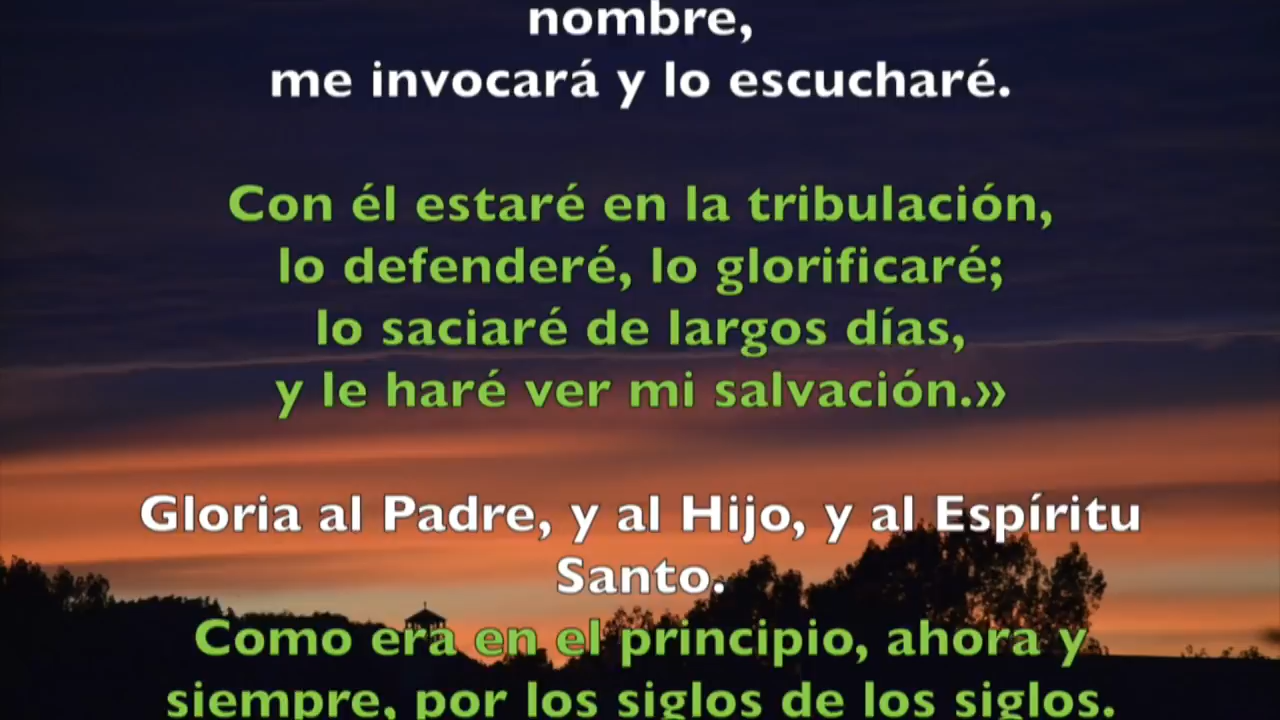 nombre,
me invocará y lo escucharé.
Con él estaré en la tribulación,
lo defenderé, lo glorificaré;
lo saciaré de largos días,
y le haré ver mi salvación.»
Gloria al Padre, y al Hijo, y al Espíritu
Santo.
Como era en el principio, ahora y
siempre, por los siglos de los siglos.